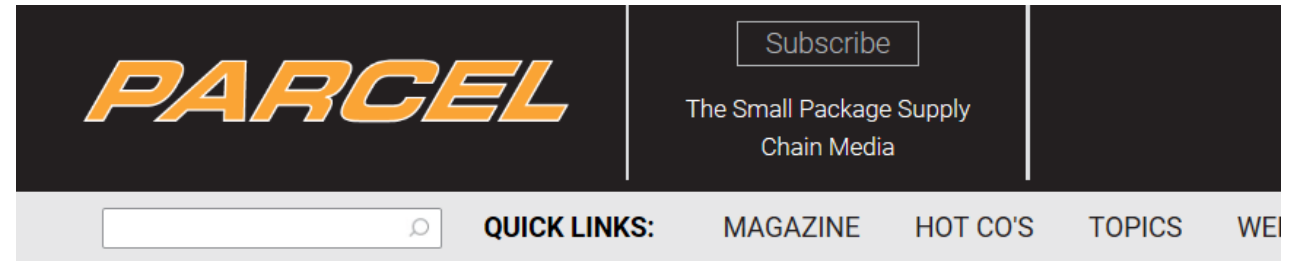 PARCEL
Subscribe
The Small Package Supply
Chain Media
QUICK LINKS: MAGAZINE HOT CO'S TOPICS